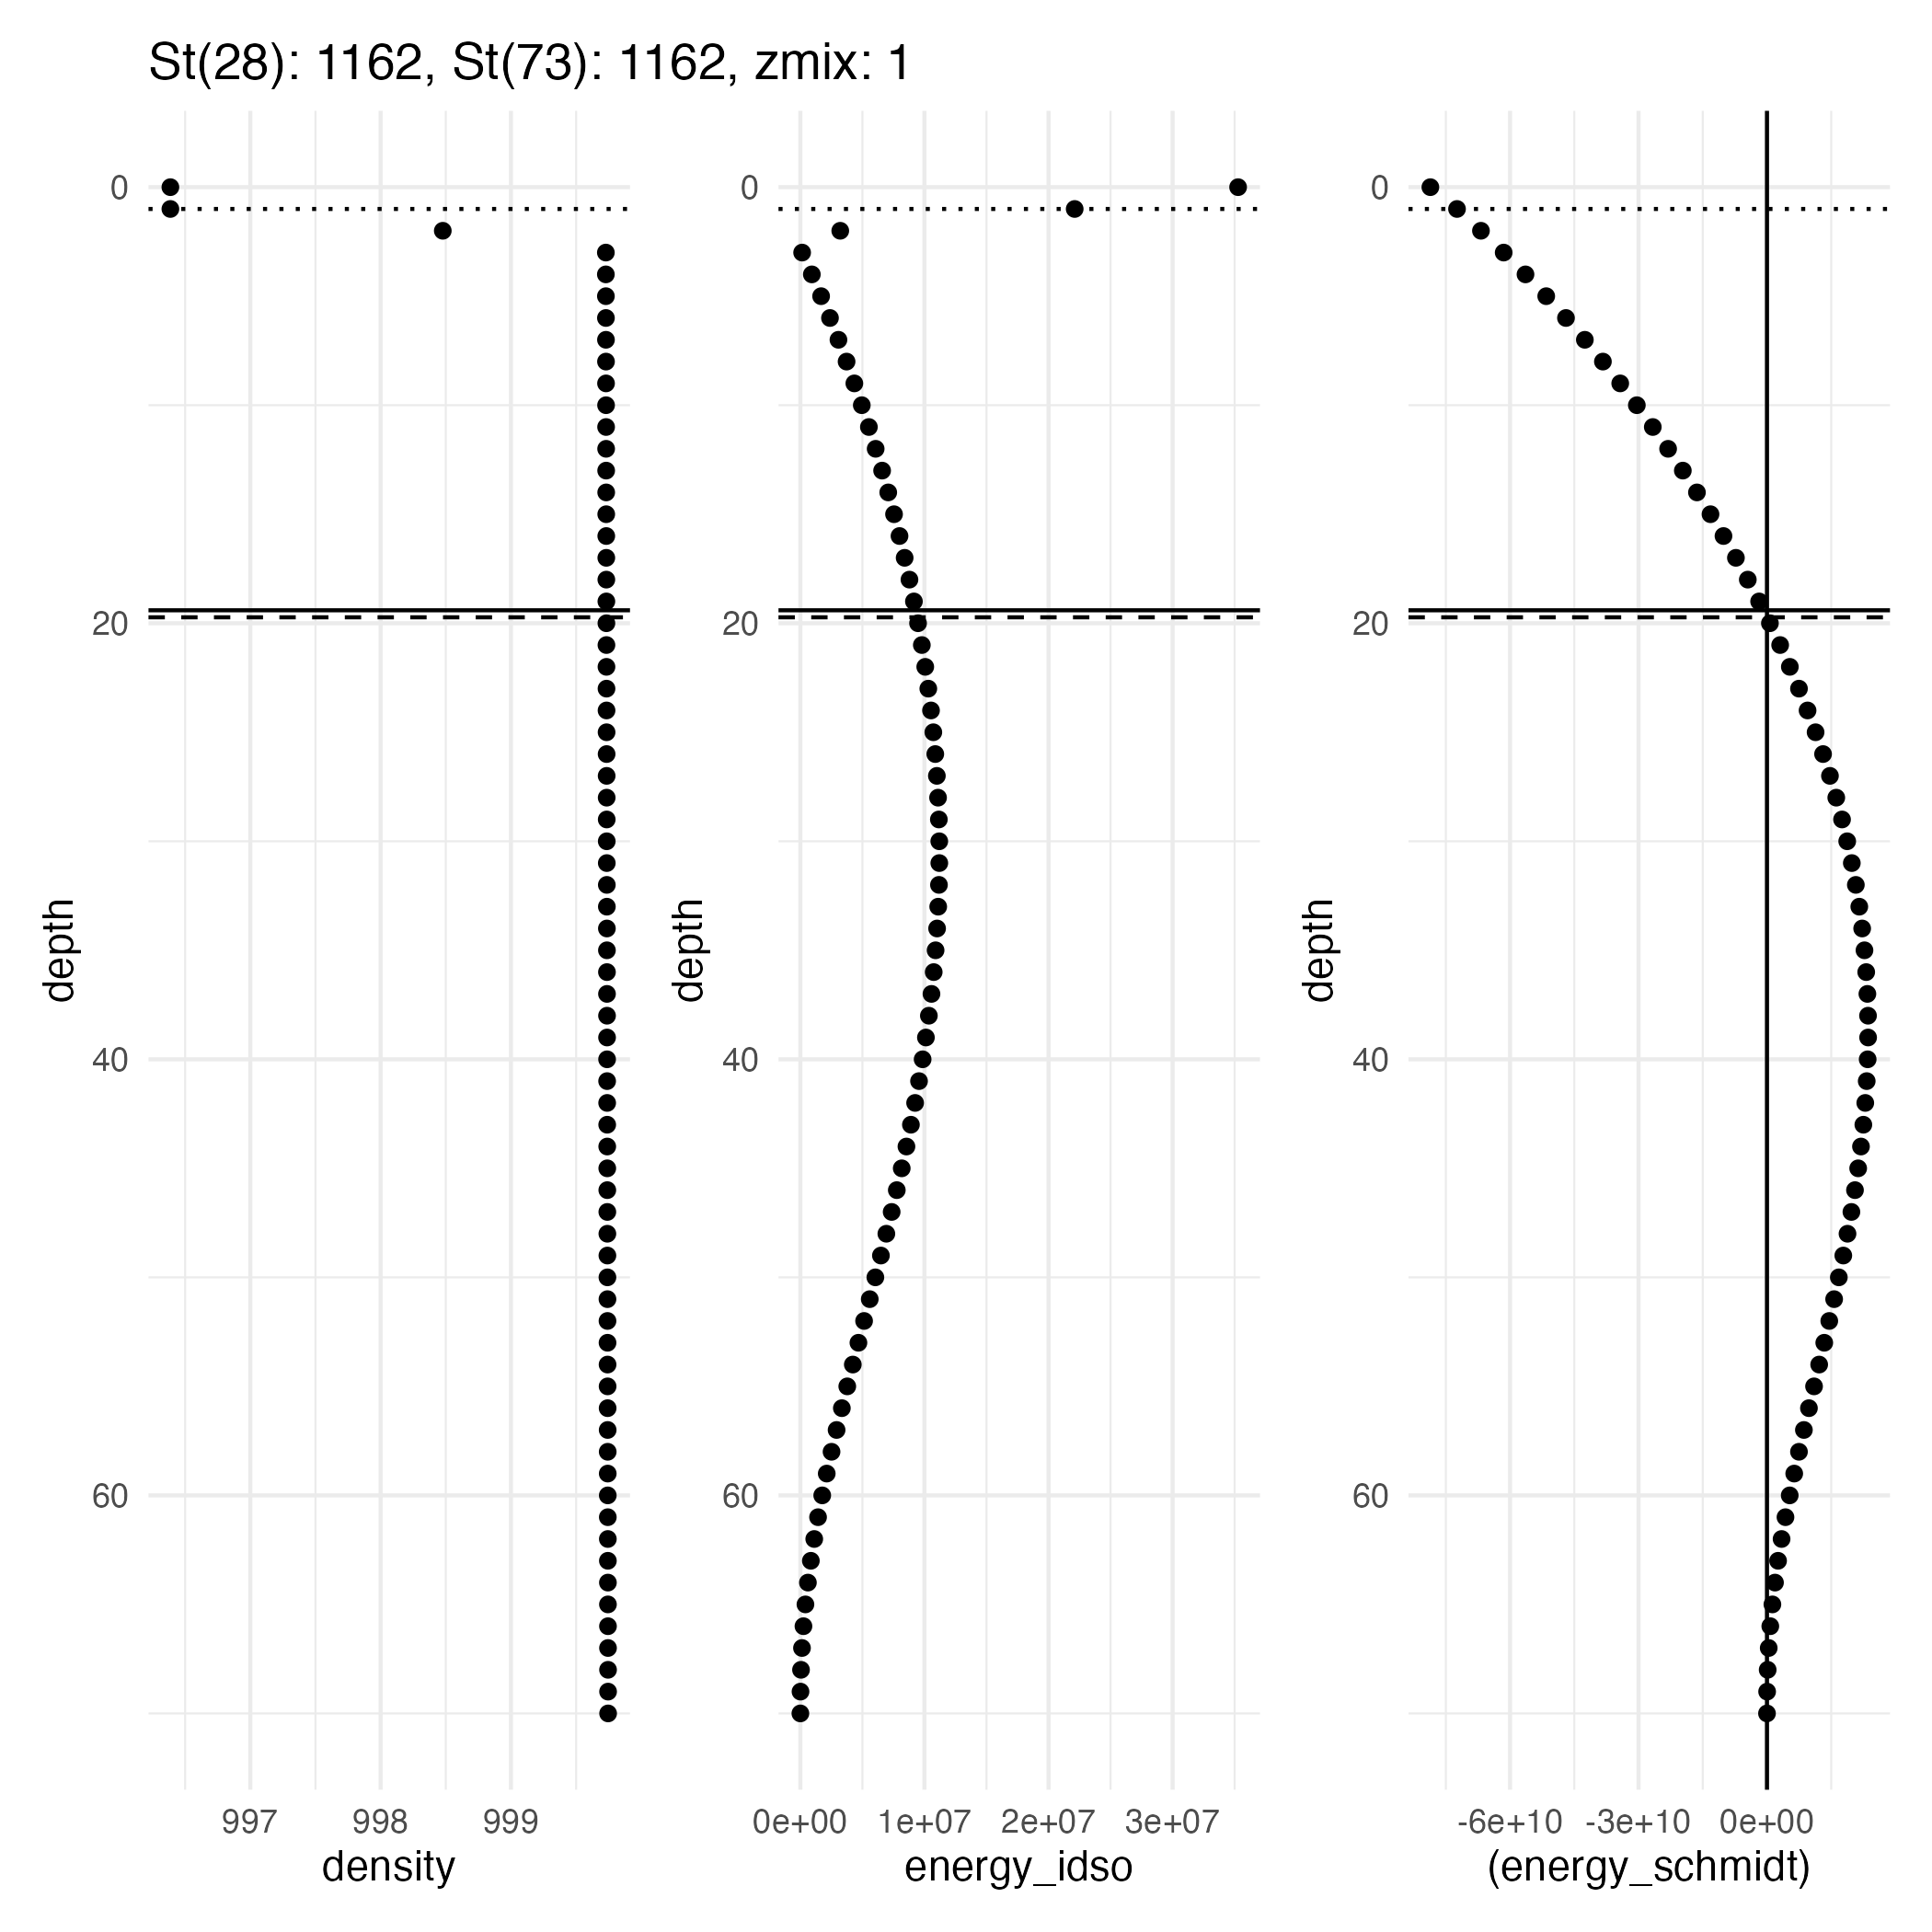 St(28): 1162, St(73): 1162, zmix: 1
0
20
40
60
depth
997 998 999
density
0
20
40
60
depth
0e+00 1e+07 2e+07 3e+07
energy_idso
0
20
40
60
depth
-6e+10 -3e+10 0e+00
(energy_schmidt)